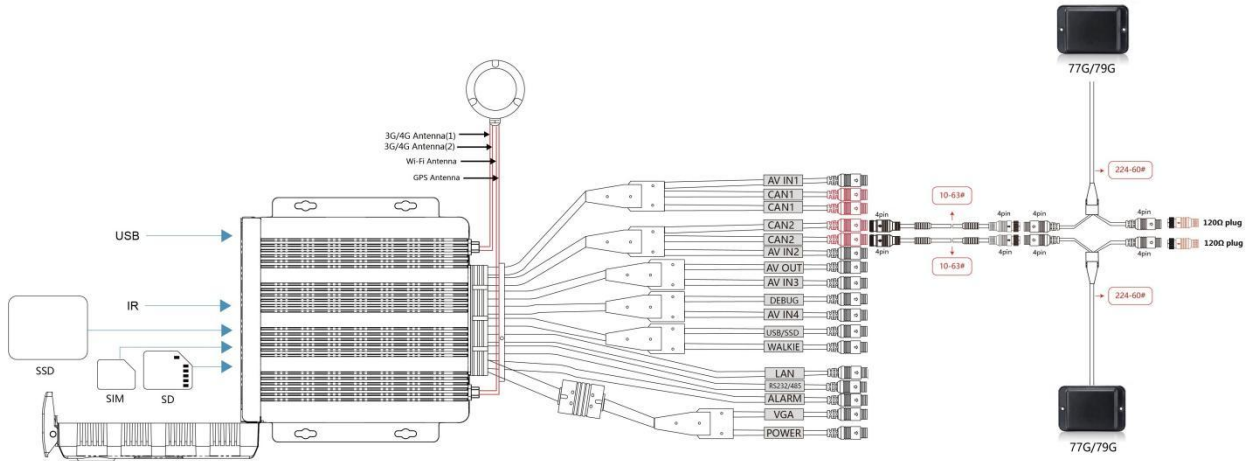 77G/79G
3G/4G Antenna(1)
3G/4G Antenna(2)
Wi-Fi Antenna
GPS Antenna
224-60#
AV IN1
CAN1
CAN1
CAN2
CAN2
AV IN2
AV OUT
AV IN3
DEBUG
AV IN4
USB/SSD
WALKIE
LAN
RS232/485
ALARM
VGA
POWER
10-63#
4pin
4pin
4pin
4pin
120Ω plug
4pin
4pin
4pin
4pin
120Ω plug
10-63#
224-60#
USB
IR
SSD
SIM
SD
77G/79G